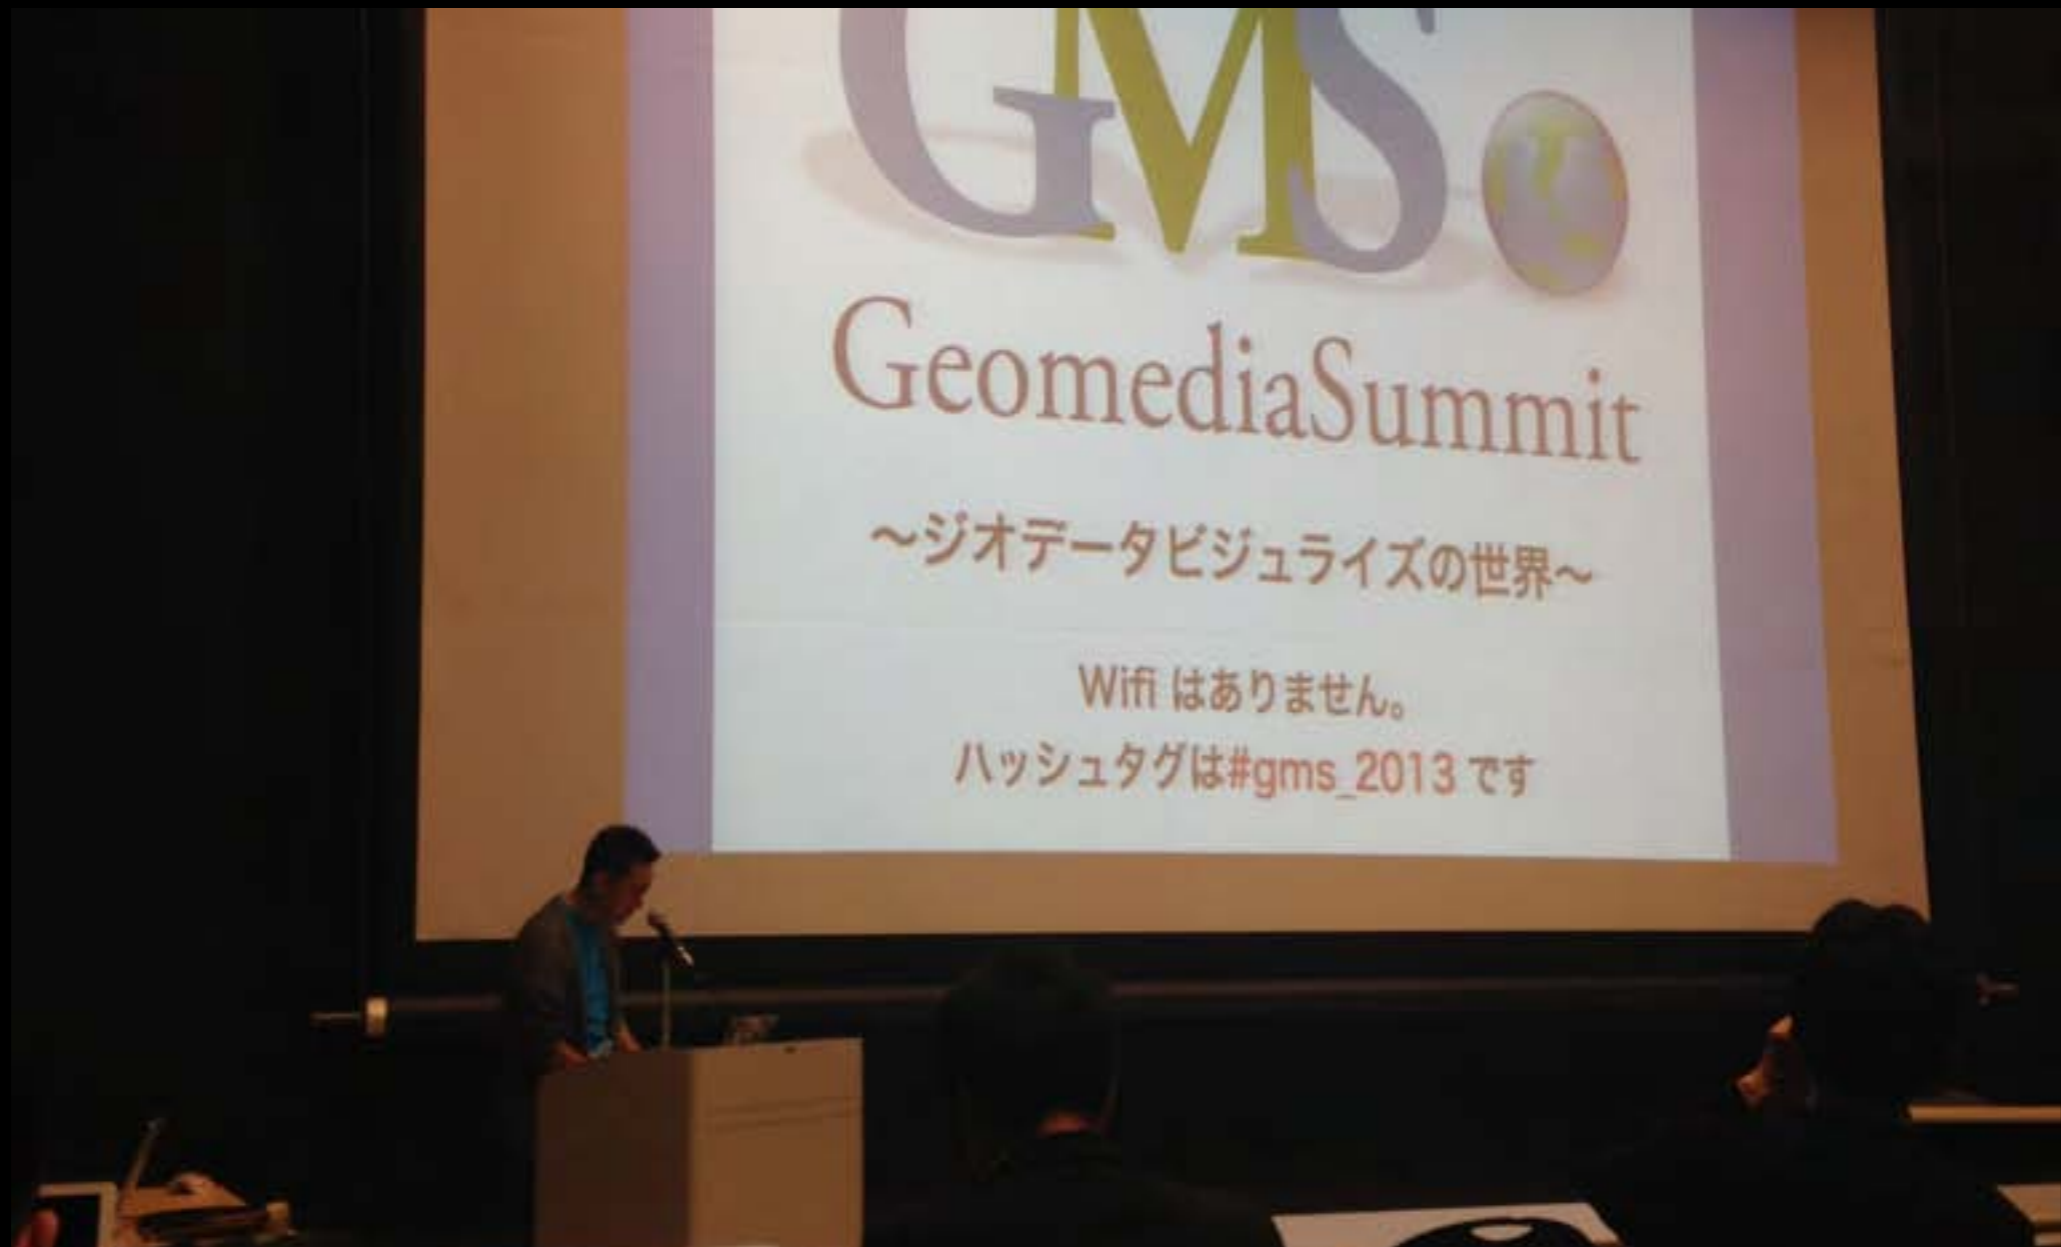 GMS
GeomediaSummit
〜ジオデータビジュライズの世界〜
Wifi はありません。
ハッシュタグは#gms_2013 です